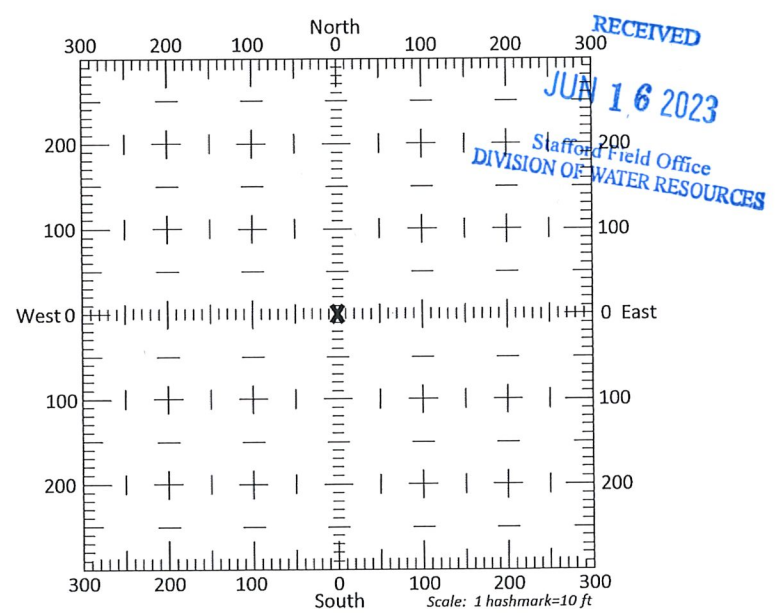 North
300 200 100 0 100 200 300
RECEIVED
JUN 16 2023
Stafford Field Office
DIVISION OF WATER RESOURCES
200 200
100 100
West 0 X 0 East
100 100
200 200
300 200 100 0 100 200 300
South
Scale: 1 hashmark=10 ft